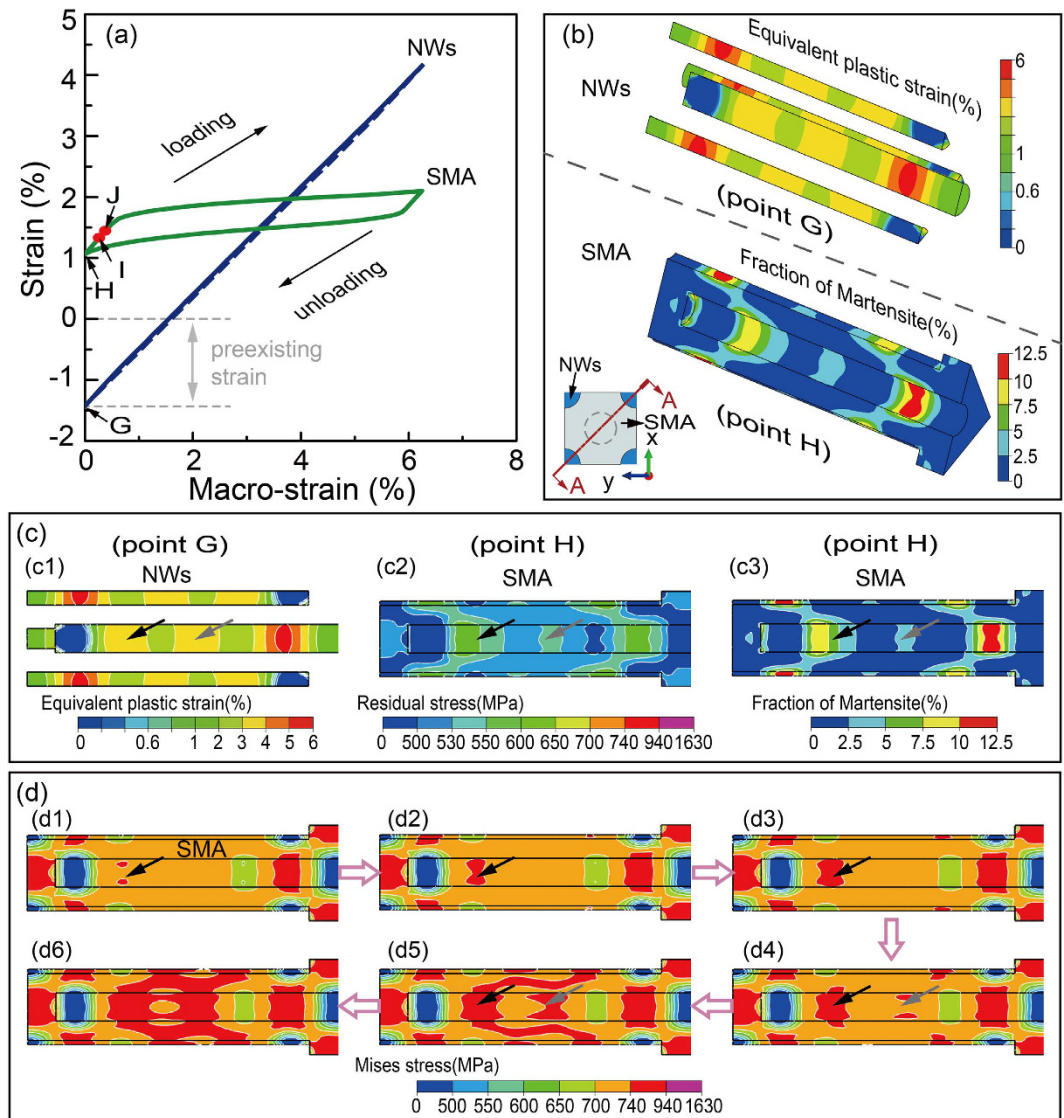 (a)
5
4
3
2
1
0
-1
-2
Strain (%)
0
2
4
6
8
Macro-strain (%)
NWs
SMA
loading
unloading
J
I
H
G
preexisting
strain
(b)
Equivalent plastic strain(%)
NWs
(point G)
6
1
0.6
0
SMA
Fraction of Martensite(%)
(point H)
12.5
10
7.5
5
2.5
0
NWs
A
SMA
x
y
A
(c)
(point G)
(point H)
(point H)
(c1)
NWs
(c2)
SMA
(c3)
SMA
Equivalent plastic strain(%)
0 0.6 1 2 3 4 5 6
Residual stress(MPa)
0 500 530 550 600 650 700 740 940 1630
Fraction of Martensite(%)
0 2.5 5 7.5 10 12.5
(d)
(d1)
SMA
(d2)
(d3)
(d6)
(d5)
(d4)
Mises stress(MPa)
0 500 550 600 650 700 740 940 1630